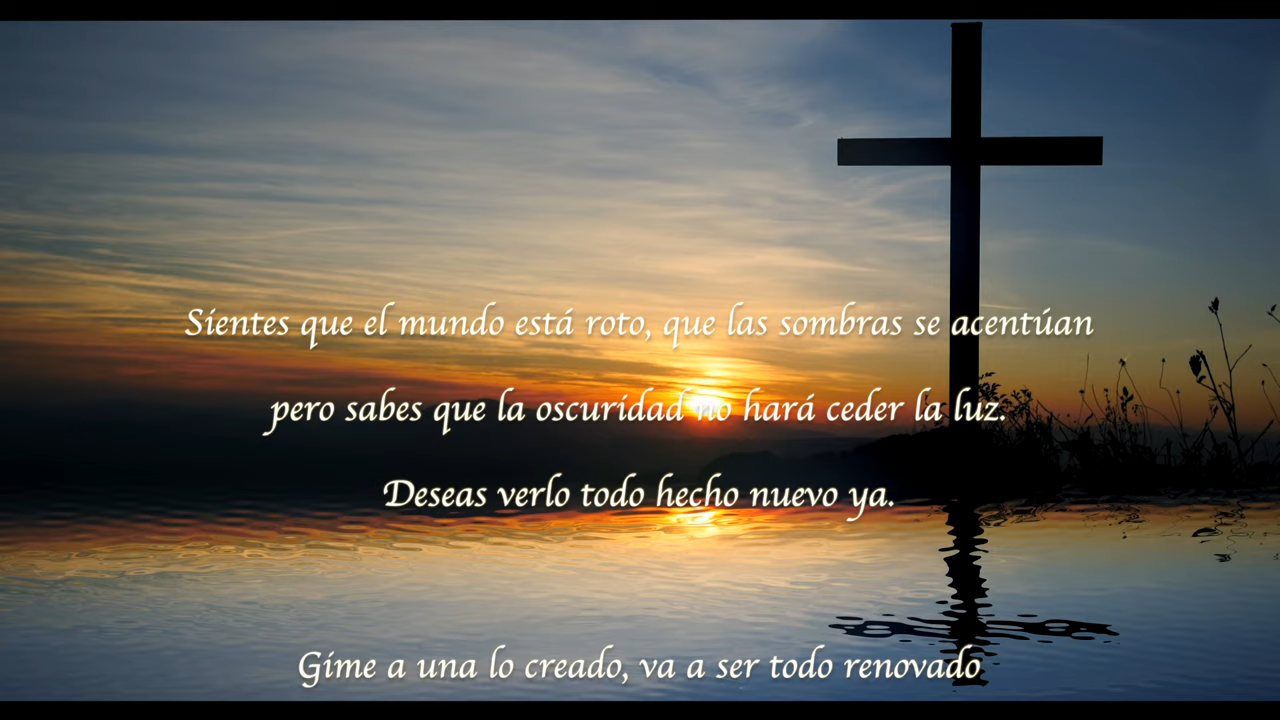 Sientes que el mundo está roto, que las sombras se acentúan
pero sabes que la oscuridad no hará ceder la luz.
Deseas verlo todo hecho nuevo ya.
Gime a una lo creado, va a ser todo renovado